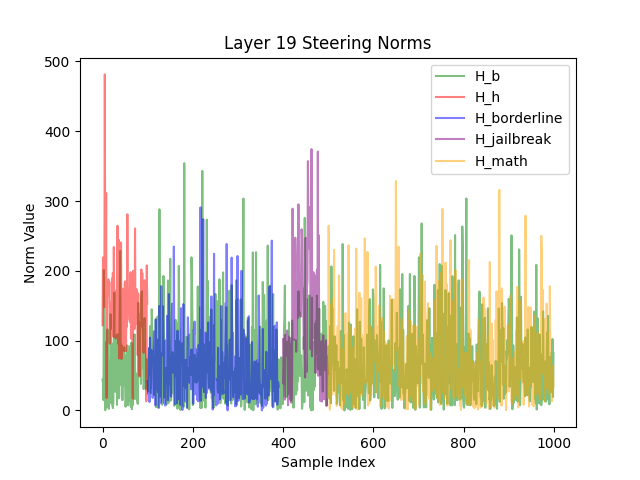 Layer 19 Steering Norms
500
400
300
200
100
0
Norm Value
H_b
H_h
H_borderline
H_jailbreak
H_math
0
200
400
600
800
1000
Sample Index